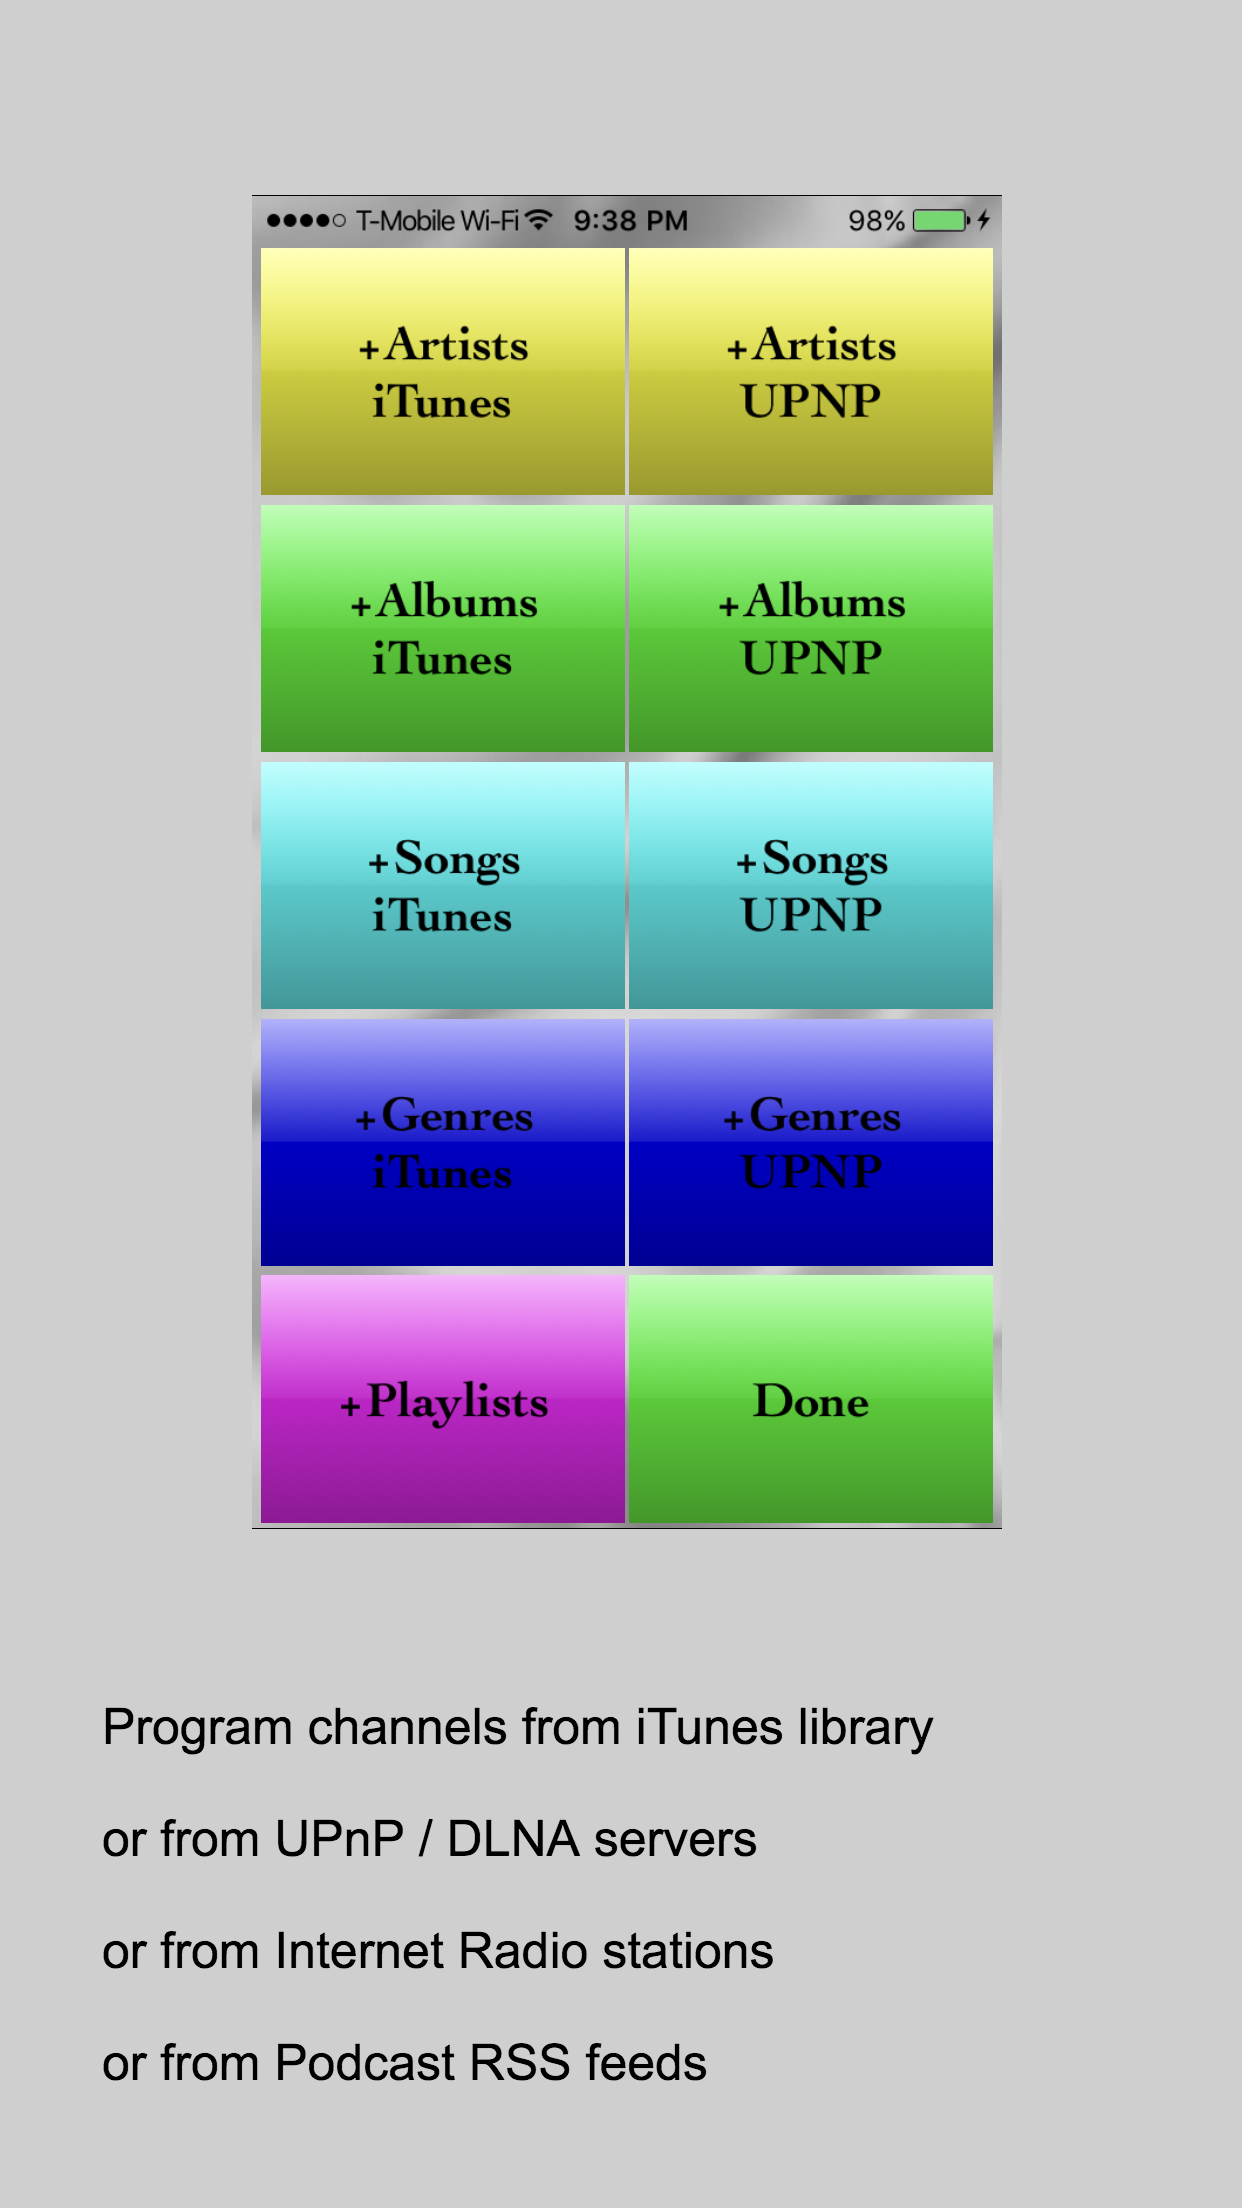 T-Mobile Wi-Fi 9:38 PM 98%
+Artists
iTunes
+Artists
UPNP
+Albums
iTunes
+Albums
UPNP
+Songs
iTunes
+Songs
UPNP
+Genres
iTunes
+Genres
UPNP
+Playlists
Done
Program channels from iTunes library
or from UPnP / DLNA servers
or from Internet Radio stations
or from Podcast RSS feeds